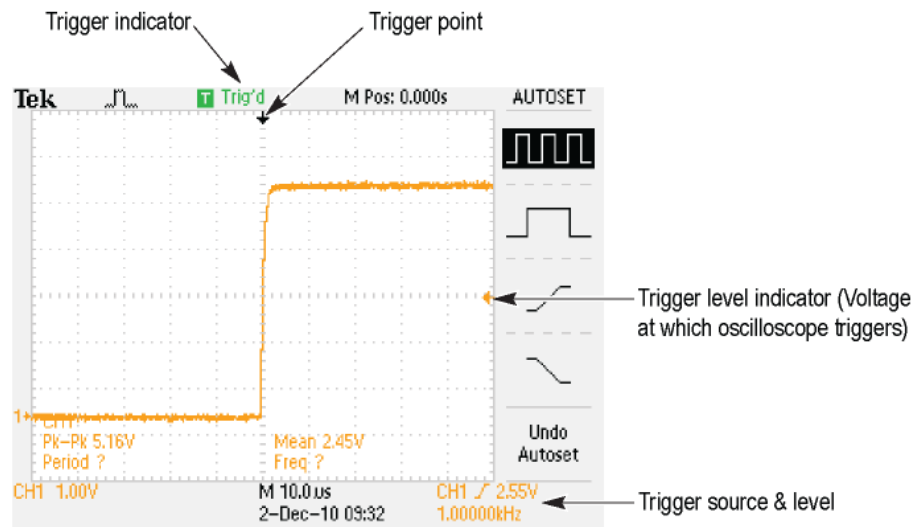 Trigger indicator
Trigger point
Tek
T Trig'd
M Pos: 0.000s
AUTOSET
Trigger level indicator (Voltage
at which oscilloscope triggers)
1
CH1
Pk-Pk 5.16V
Mean 2.45V
Period ?
Freq ?
Undo
Autoset
CH1 1.00V
M 10.0us
CH1 2.55V
2-Dec-10 09:32
1.00000kHz
Trigger source & level